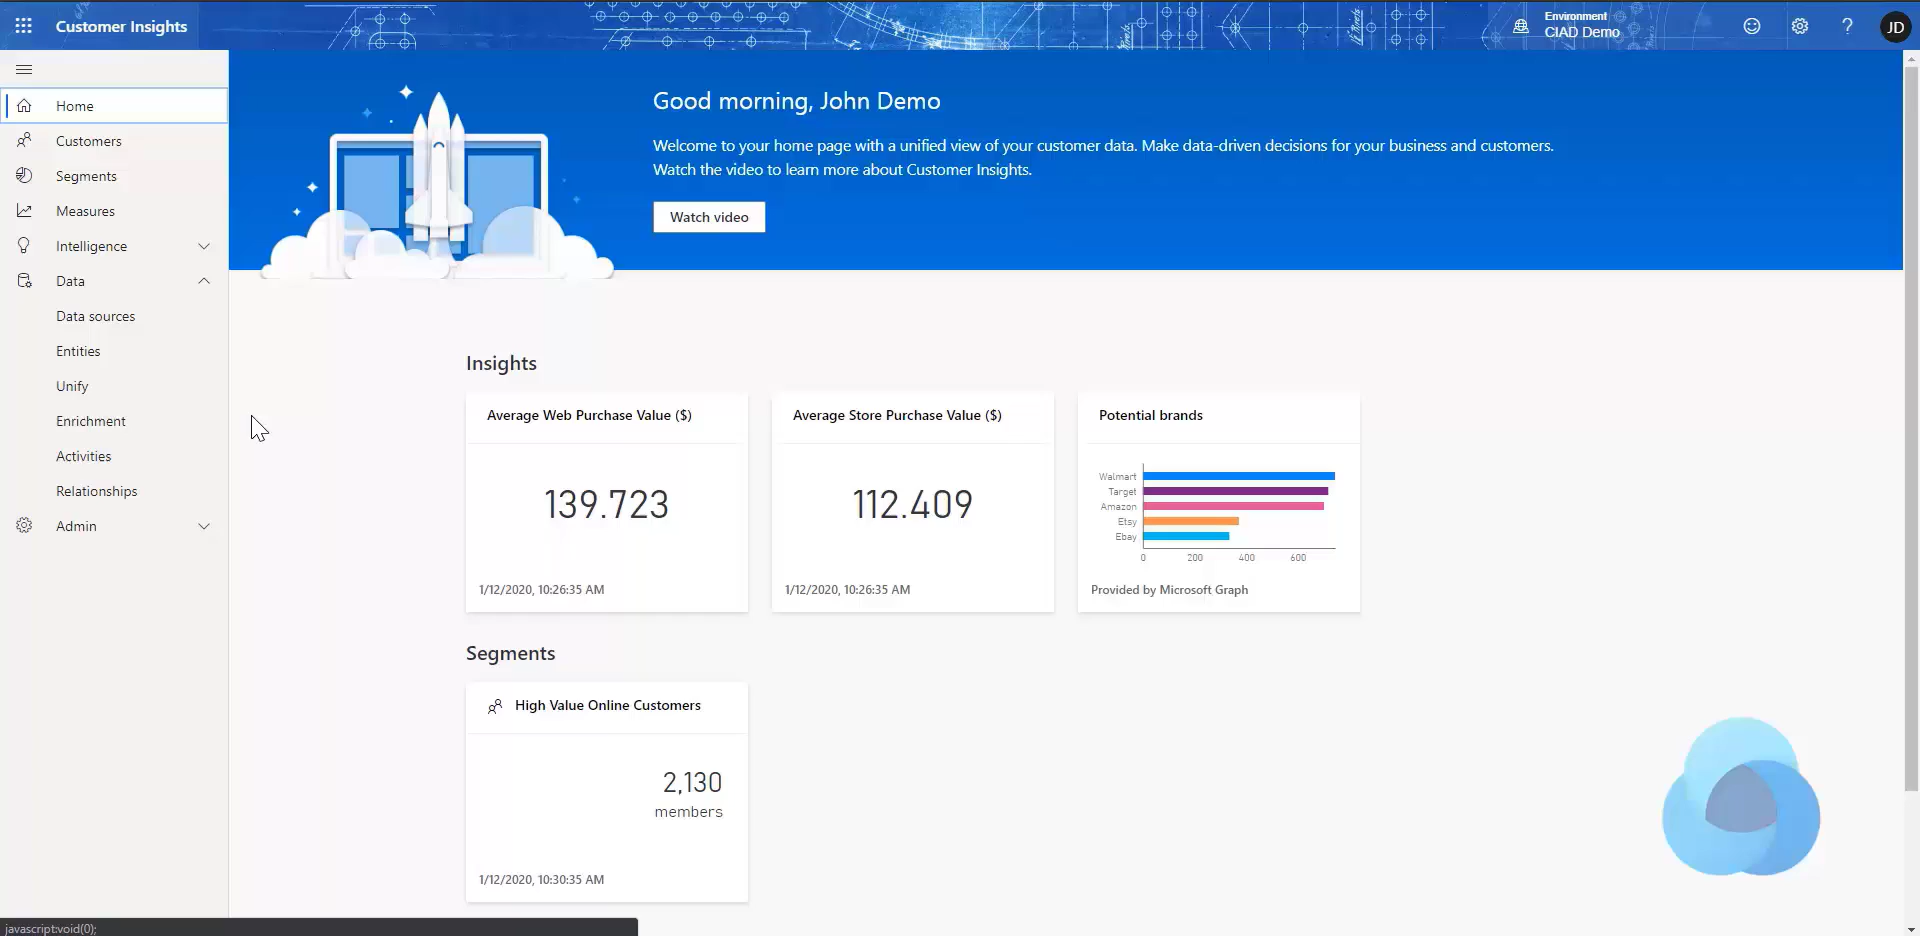 Customer Insights
Environment
CIAD Demo
JD
Home
Customers
Segments
Measures
Intelligence
Data
Data sources
Entities
Unify
Enrichment
Activities
Relationships
Admin
Good morning, John Demo
Welcome to your home page with a unified view of your customer data. Make data-driven decisions for your business and customers.
Watch the video to learn more about Customer Insights.
Watch video
Insights
Average Web Purchase Value ($)
139.723
1/12/2020, 10:26:35 AM
Average Store Purchase Value ($)
112.409
1/12/2020, 10:26:35 AM
Potential brands
Walmart
Target
Amazon
Etsy
Ebay
0 200 400 600
Provided by Microsoft Graph
Segments
High Value Online Customers
2,130
members
1/12/2020, 10:30:35 AM
javascript:void(0);